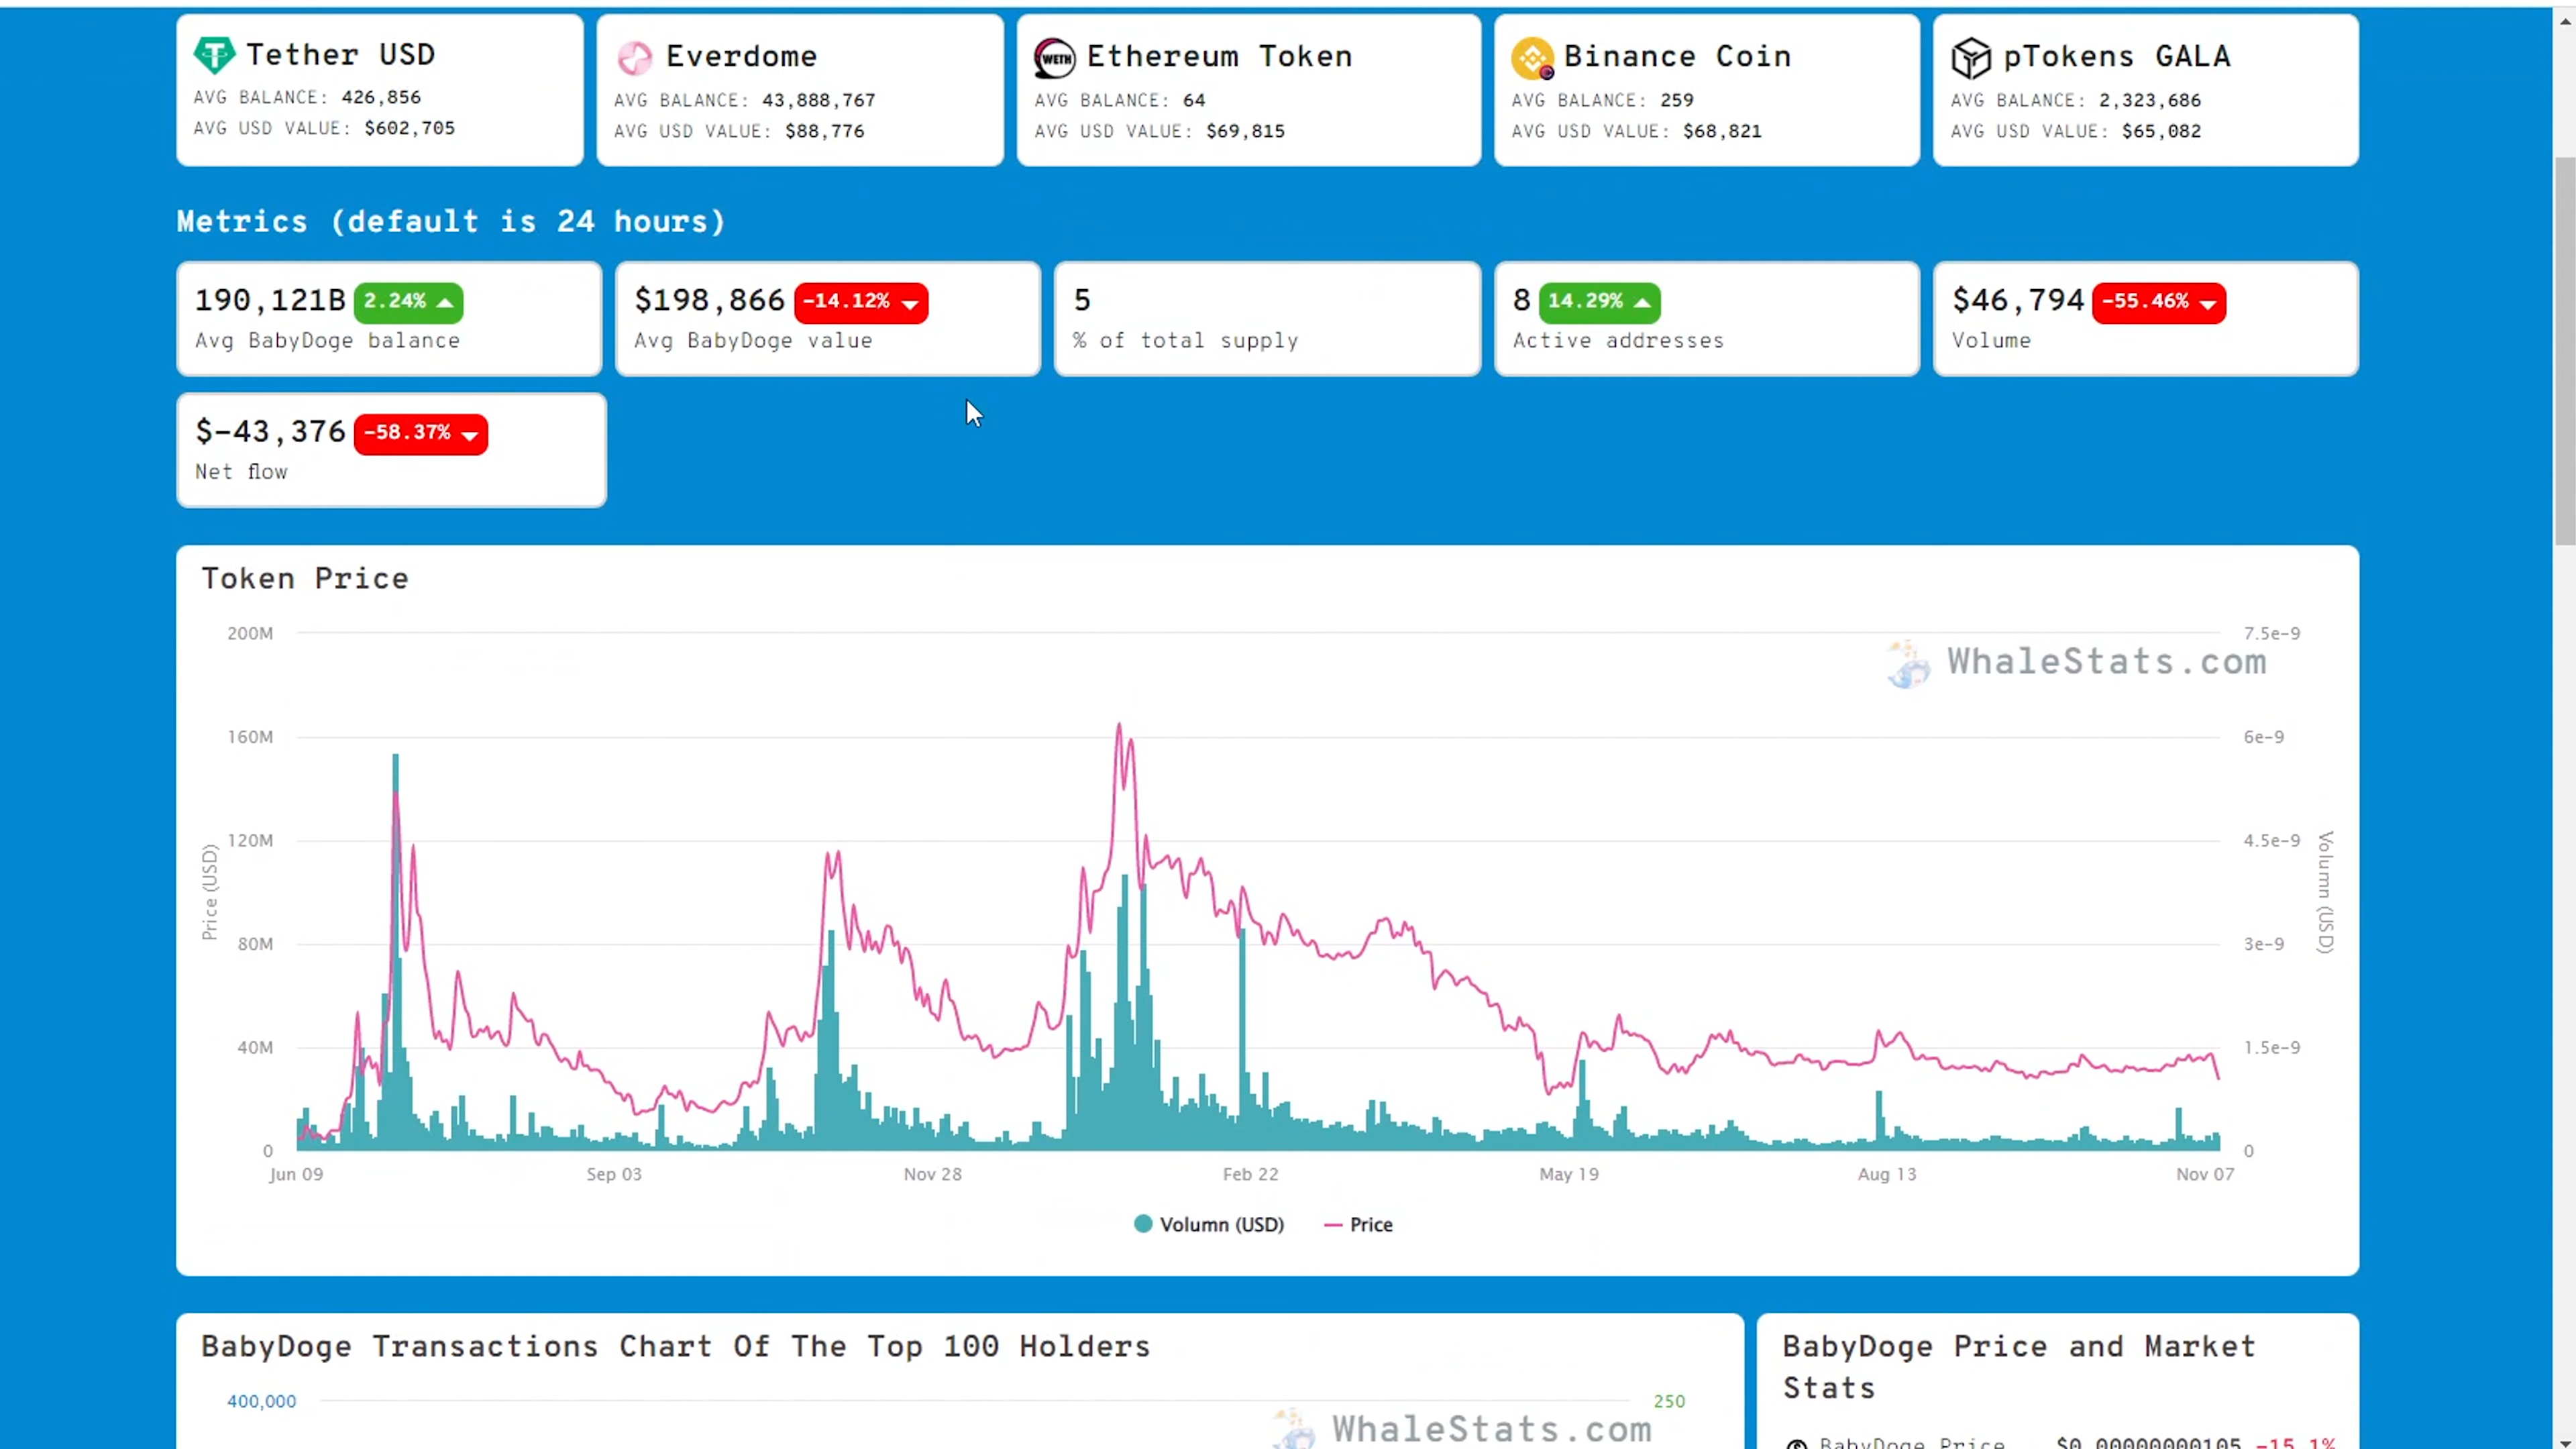 Tether USD
AVG BALANCE: 426,856
AVG USD VALUE: $602,705
Everdome
AVG BALANCE: 43,888,767
AVG USD VALUE: $88,776
WETH
Ethereum Token
AVG BALANCE: 64
AVG USD VALUE: $69,815
Binance Coin
AVG BALANCE: 259
AVG USD VALUE: $68,821
pTokens GALA
AVG BALANCE: 2,323,686
AVG USD VALUE: $65,082
Metrics (default is 24 hours)
190,121B 2.24%
Avg BabyDoge balance
$198,866 -14.12%
Avg BabyDoge value
5
% of total supply
8 14.29%
Active addresses
$46,794 -55.46%
Volume
$-43,376 -58.37%
Net flow
Token Price
WhaleStats.com
200M
160M
120M
80M
40M
0
Price (USD)
7.5e-9
6e-9
4.5e-9
3e-9
1.5e-9
0
Volumn (USD)
Jun 09
Sep 03
Nov 28
Feb 22
May 19
Aug 13
Nov 07
Volumn (USD)
Price
BabyDoge Transactions Chart Of The Top 100 Holders
400,000
250
WhaleStats.com
BabyDoge Price and Market
Stats
BabyDoge Price $0.00000000105 -15.1%